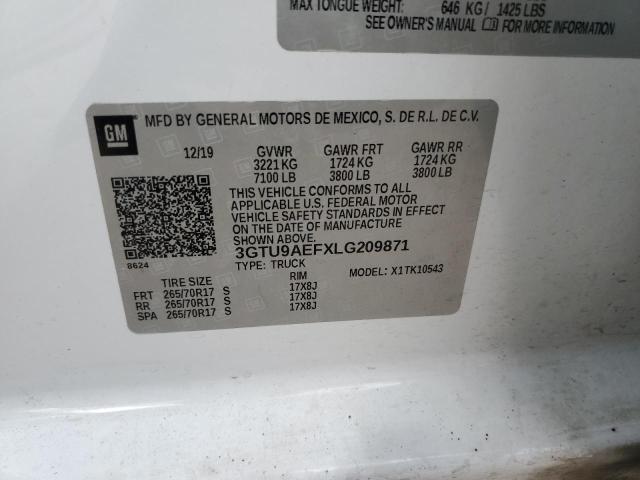 MAX TONGUE WEIGHT: 646 KG / 1425 LBS
SEE OWNER'S MANUAL FOR MORE INFORMATION
GM
MFD BY GENERAL MOTORS DE MEXICO, S. DE R.L. DE C.V.
12/19 GVWR GAWR FRT GAWR RR
3221 KG 1724 KG 1724 KG
7100 LB 3800 LB 3800 LB
THIS VEHICLE CONFORMS TO ALL
APPLICABLE U.S. FEDERAL MOTOR
VEHICLE SAFETY STANDARDS IN EFFECT
ON THE DATE OF MANUFACTURE
SHOWN ABOVE.
3GTU9AEFXLG209871
8624 TYPE: TRUCK MODEL: X1TK10543
TIRE SIZE RIM
FRT 265/70R17 S 17X8J
RR 265/70R17 S 17X8J
SPA 265/70R17 S 17X8J